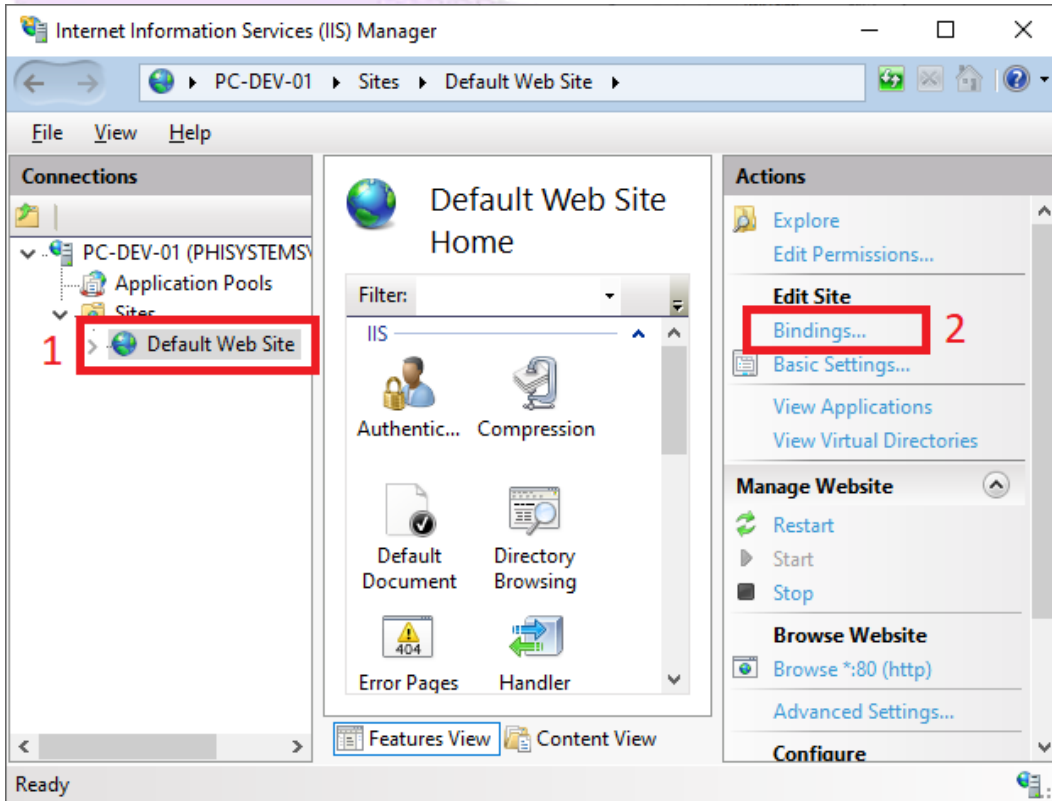 Internet Information Services (IIS) Manager
PC-DEV-01 Sites Default Web Site
File View Help
Connections
PC-DEV-01 (PHISYSTEMS\
Application Pools
Sites
1
Default Web Site
Default Web Site
Home
Filter:
IIS
Authentic... Compression
Default
Document
Directory
Browsing
404
Error Pages Handler
Features View Content View
Actions
Explore
Edit Permissions...
Edit Site
Bindings...
2
Basic Settings...
View Applications
View Virtual Directories
Manage Website
Restart
Start
Stop
Browse Website
Browse *:80 (http)
Advanced Settings...
Configure
Ready